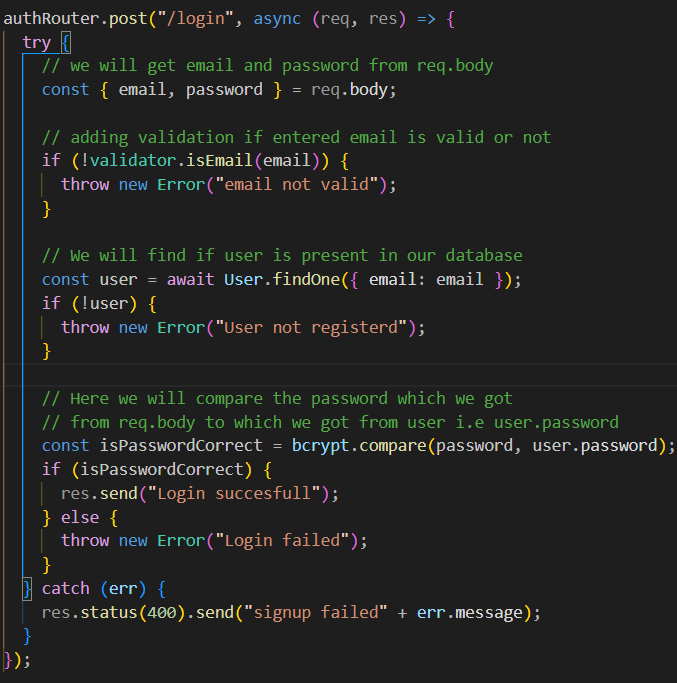 authRouter.post("/login", async (req, res) => {
  try {
    // we will get email and password from req.body
    const { email, password } = req.body;

    // adding validation if entered email is valid or not
    if (!validator.isEmail(email)) {
      throw new Error("email not valid");
    }

    // We will find if user is present in our database
    const user = await User.findOne({ email: email });
    if (!user) {
      throw new Error("User not registerd");
    }

    // Here we will compare the password which we got
    // from req.body to which we got from user i.e user.password
    const isPasswordCorrect = bcrypt.compare(password, user.password);
    if (isPasswordCorrect) {
      res.send("Login succesfull");
    } else {
      throw new Error("Login failed");
    }
  } catch (err) {
    res.status(400).send("signup failed" + err.message);
  }
});